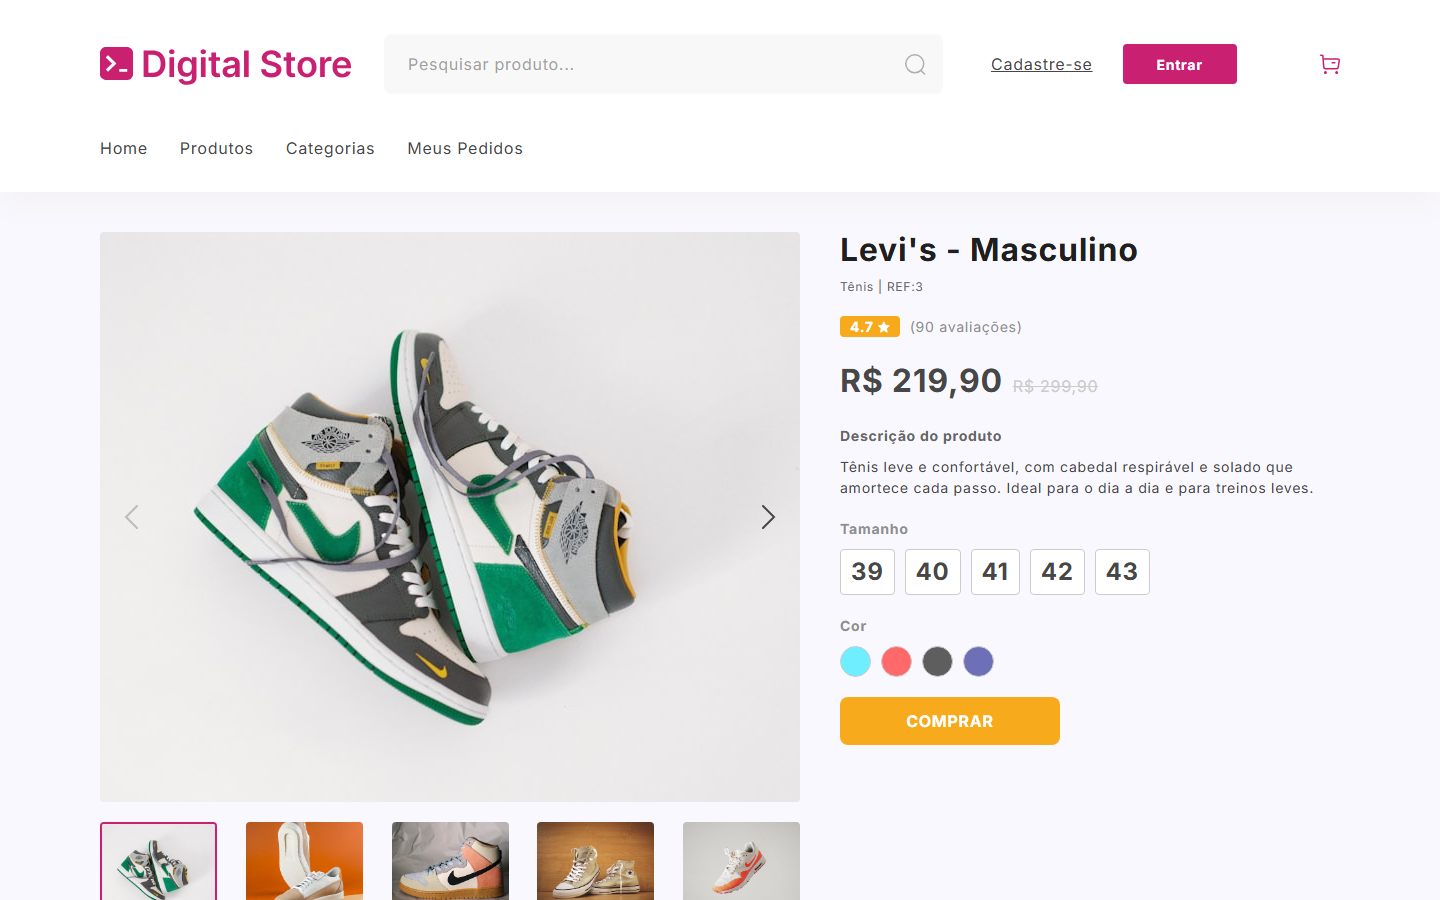 Digital Store
Pesquisar produto...
Cadastre-se
Entrar
Home
Produtos
Categorias
Meus Pedidos
Levi's - Masculino
Tênis | REF:3
4.7
(90 avaliações)
R$ 219,90 R$ 299,90
Descrição do produto
Tênis leve e confortável, com cabedal respirável e solado que
amortece cada passo. Ideal para o dia a dia e para treinos leves.
Tamanho
39 40 41 42 43
Cor
COMPRAR